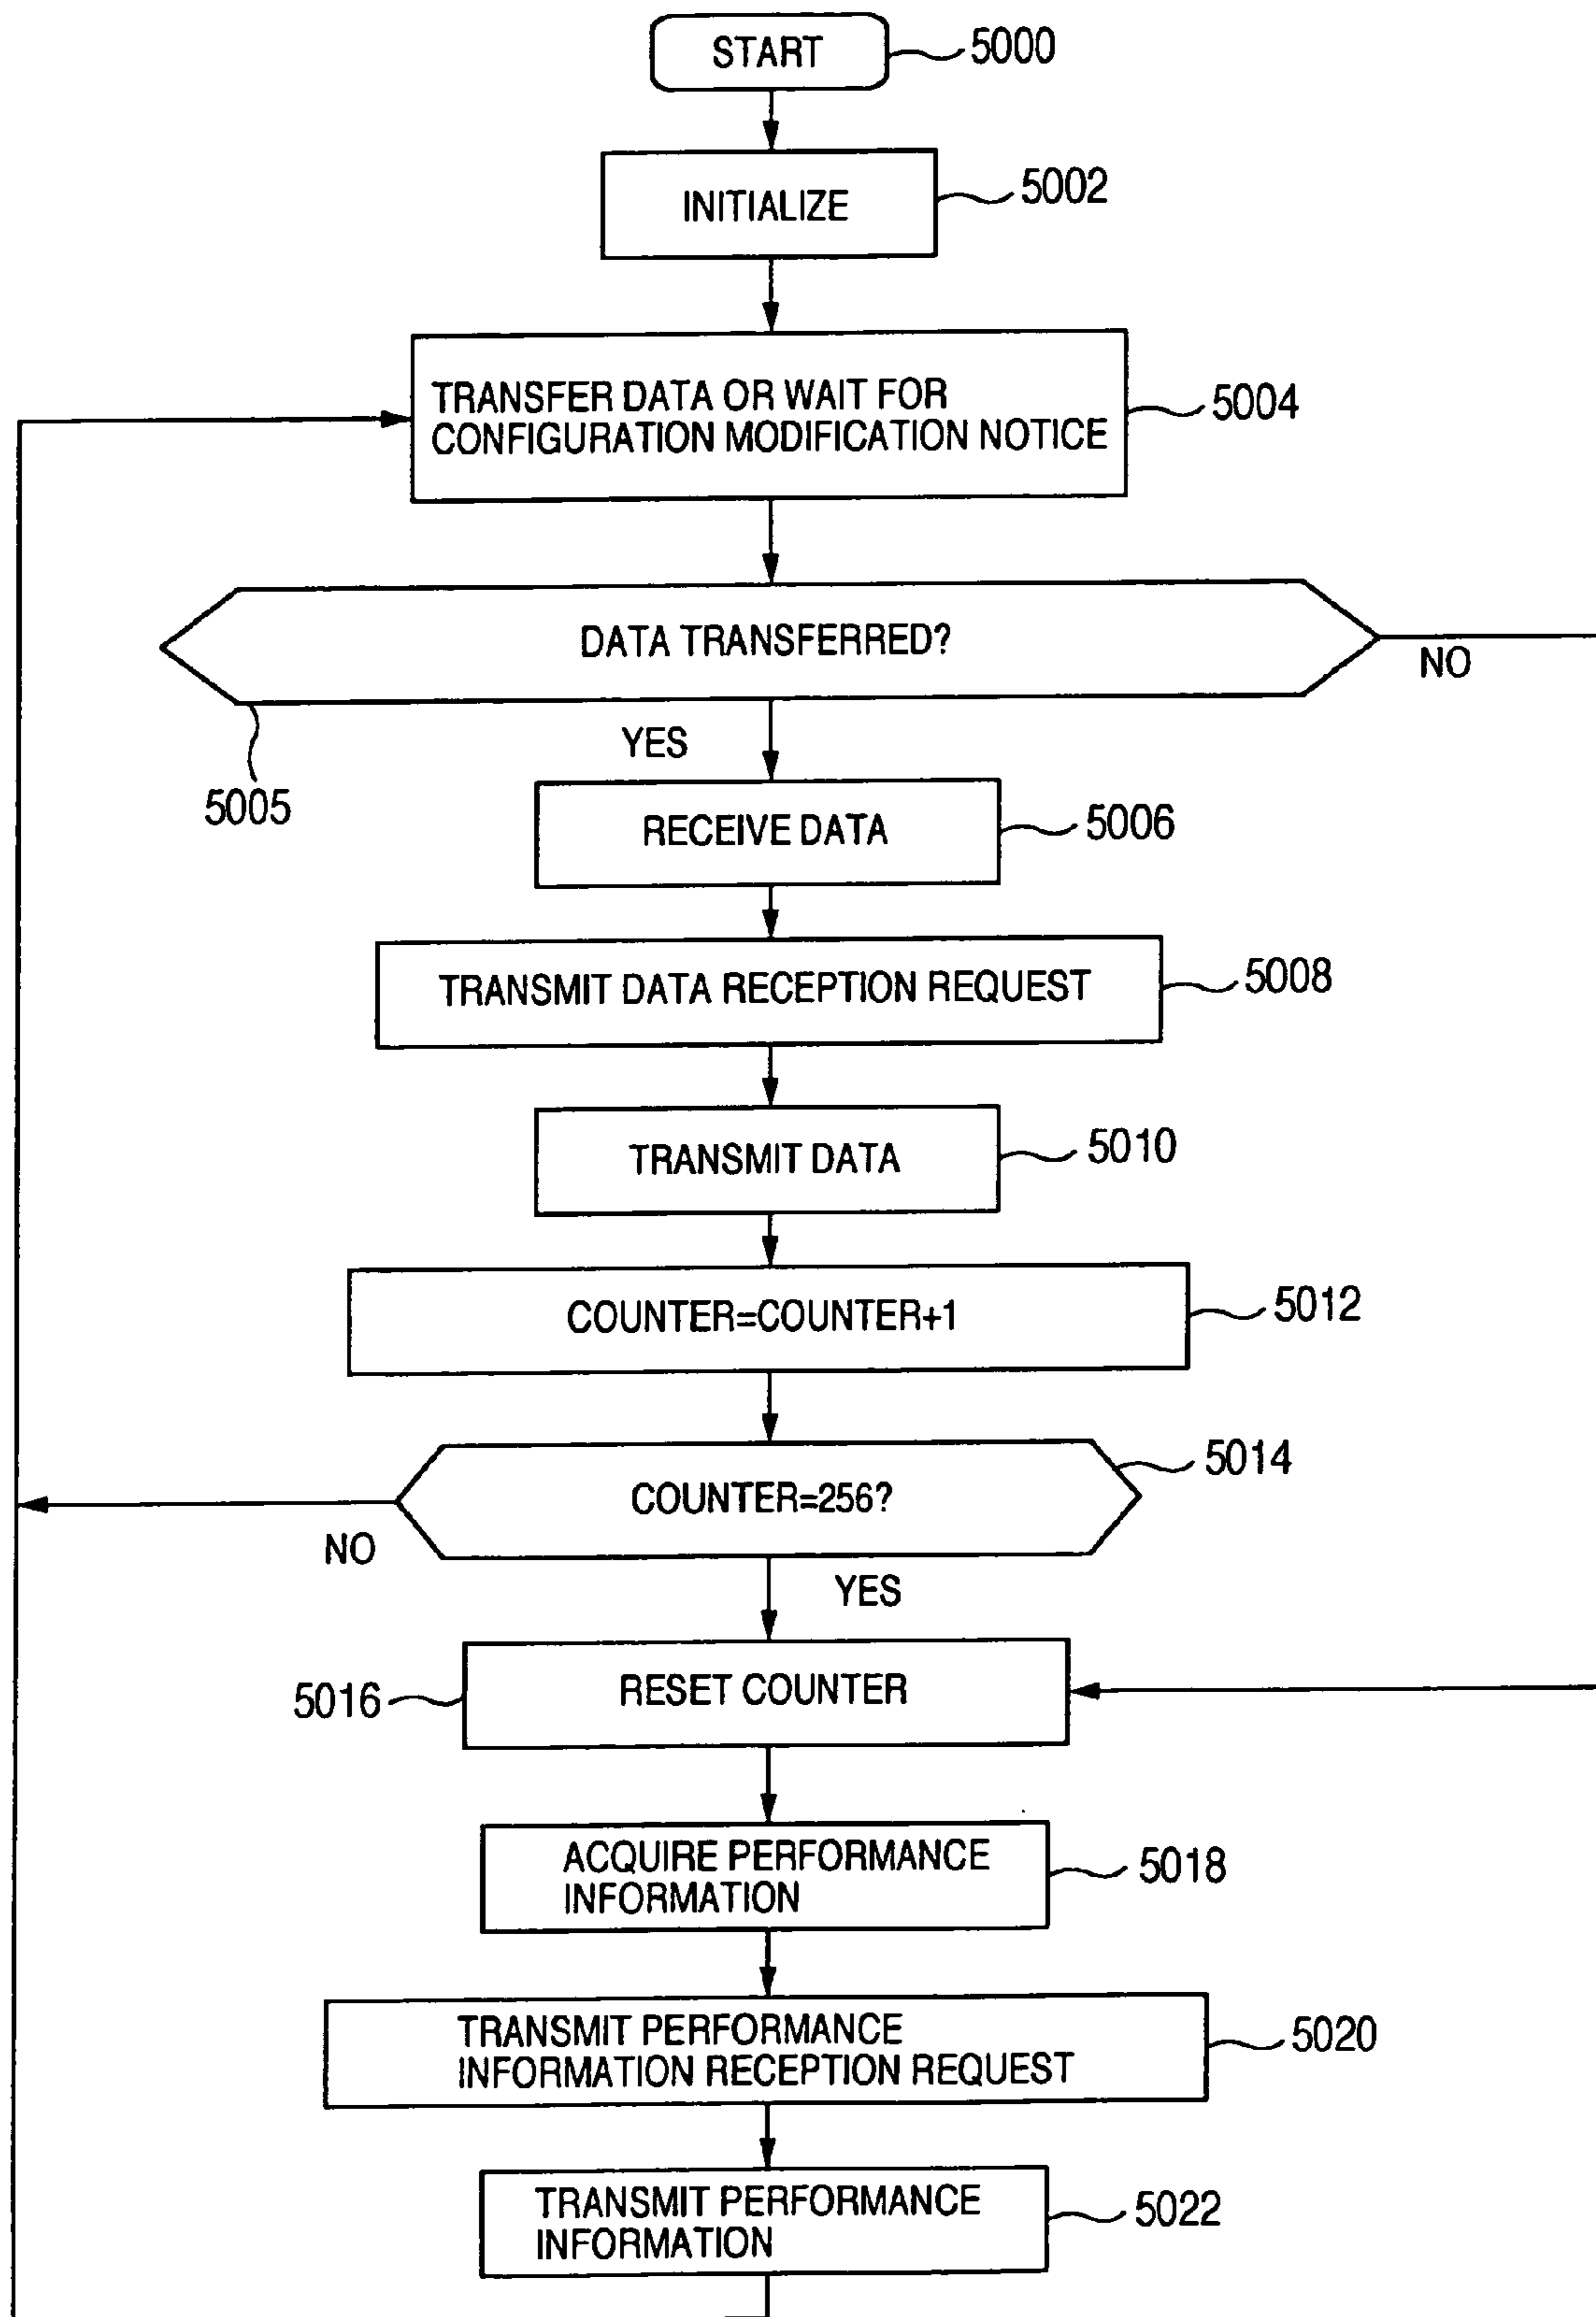 START
5000
INITIALIZE
5002
TRANSFER DATA OR WAIT FOR
CONFIGURATION MODIFICATION NOTICE
5004
DATA TRANSFERRED?
NO
YES
5005
RECEIVE DATA
5006
TRANSMIT DATA RECEPTION REQUEST
5008
TRANSMIT DATA
5010
COUNTER=COUNTER+1
5012
COUNTER=256?
5014
NO
YES
RESET COUNTER
5016
ACQUIRE PERFORMANCE
INFORMATION
5018
TRANSMIT PERFORMANCE
INFORMATION RECEPTION REQUEST
5020
TRANSMIT PERFORMANCE
INFORMATION
5022